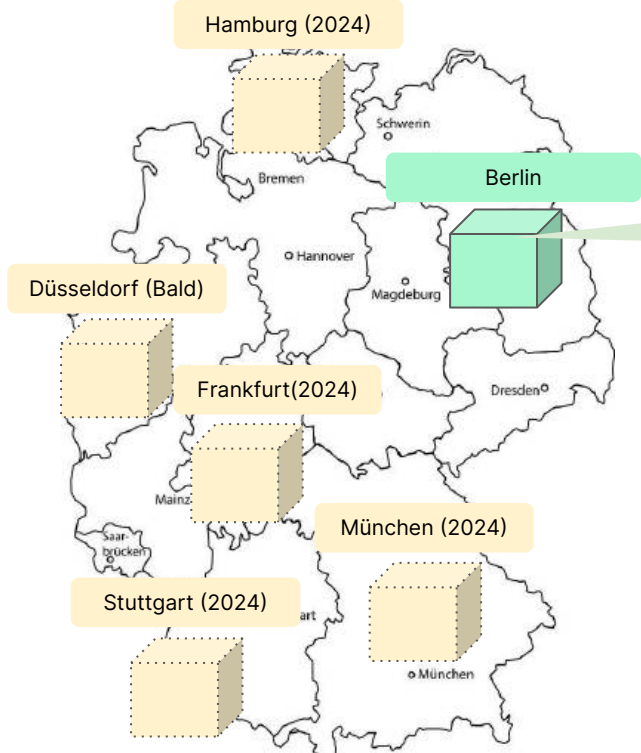 Hamburg (2024)
Schwerin
Bremen
Berlin
Hannover
Magdeburg
Düsseldorf (Bald)
Frankfurt(2024)
Dresden
Mainz
München (2024)
Saar-
brücken
Stuttgart (2024)
art
München